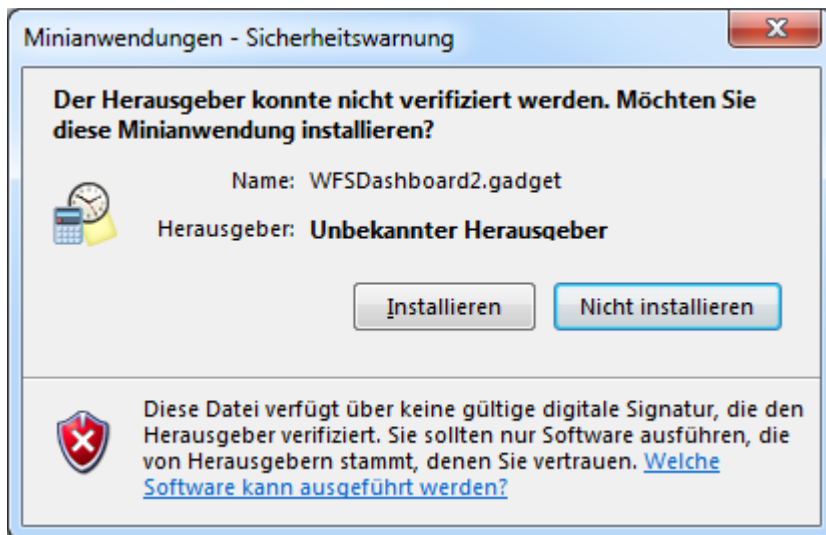 Minianwendungen - Sicherheitswarnung
Der Herausgeber konnte nicht verifiziert werden. Möchten Sie
diese Minianwendung installieren?
Name: WFSDashboard2.gadget
Herausgeber: Unbekannter Herausgeber
Installieren Nicht installieren
Diese Datei verfügt über keine gültige digitale Signatur, die den
Herausgeber verifiziert. Sie sollten nur Software ausführen, die
von Herausgebern stammt, denen Sie vertrauen. Welche
Software kann ausgeführt werden?